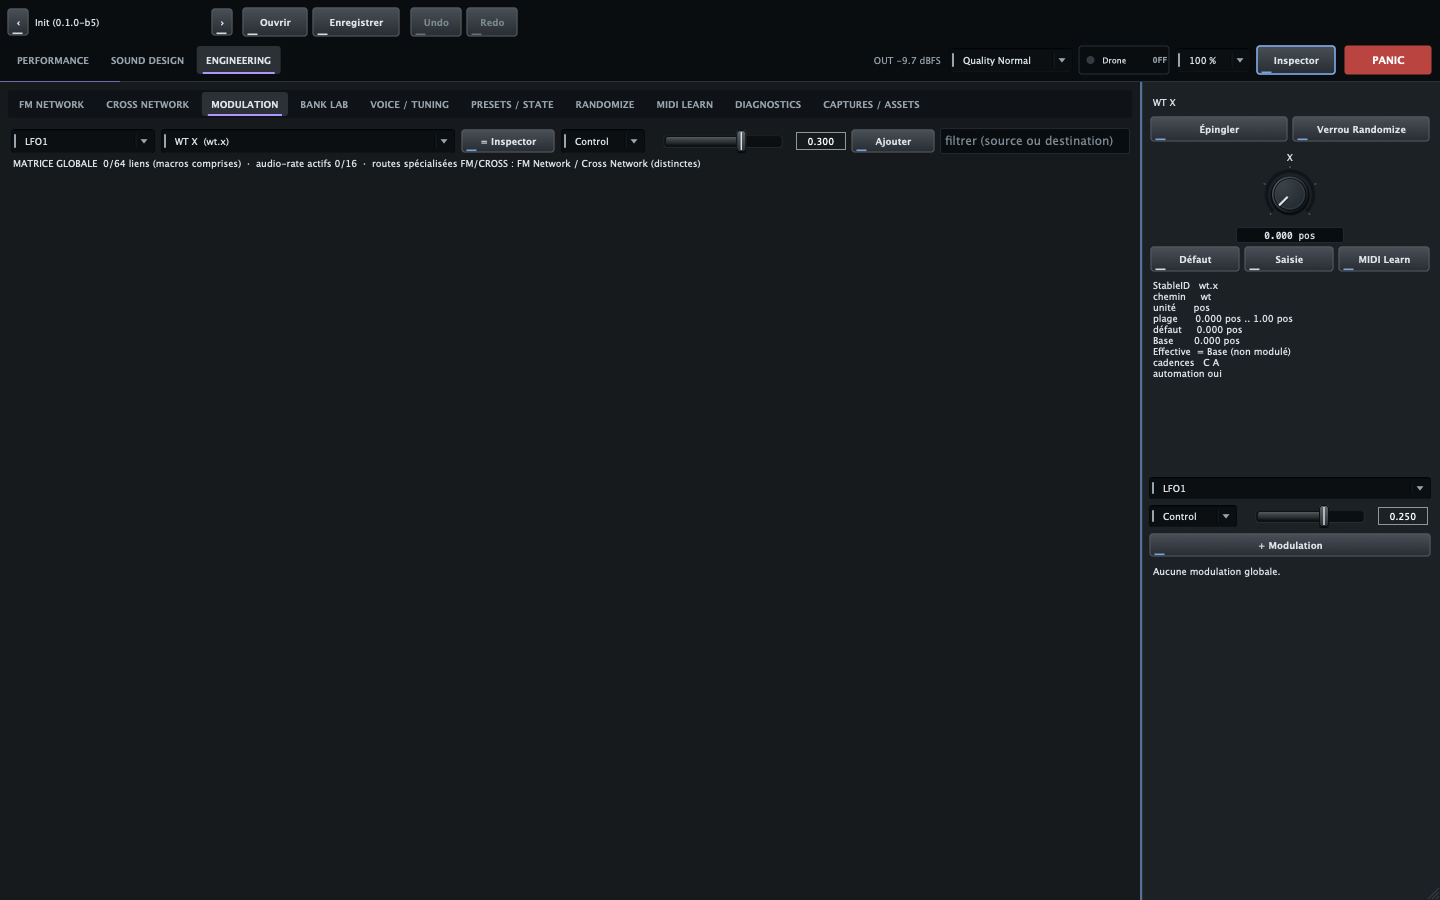 ‹ Init (0.1.0-b5) › Ouvrir Enregistrer Undo Redo
PERFORMANCE SOUND DESIGN ENGINEERING OUT -9.7 dBFS Quality Normal Drone OFF 100 % Inspector PANIC
FM NETWORK CROSS NETWORK MODULATION BANK LAB VOICE / TUNING PRESETS / STATE RANDOMIZE MIDI LEARN DIAGNOSTICS CAPTURES / ASSETS
LFO1 WT X (wt.x) = Inspector Control 0.300 Ajouter filtrer (source ou destination)
MATRICE GLOBALE 0/64 liens (macros comprises) · audio-rate actifs 0/16 · routes spécialisées FM/CROSS : FM Network / Cross Network (distinctes)
WT X
Épingler Verrou Randomize
X
0.000 pos
Défaut Saisie MIDI Learn
StableID wt.x
chemin wt
unité pos
plage 0.000 pos .. 1.00 pos
défaut 0.000 pos
Base 0.000 pos
Effective = Base (non modulé)
cadences C A
automation oui
LFO1
Control 0.250
+ Modulation
Aucune modulation globale.